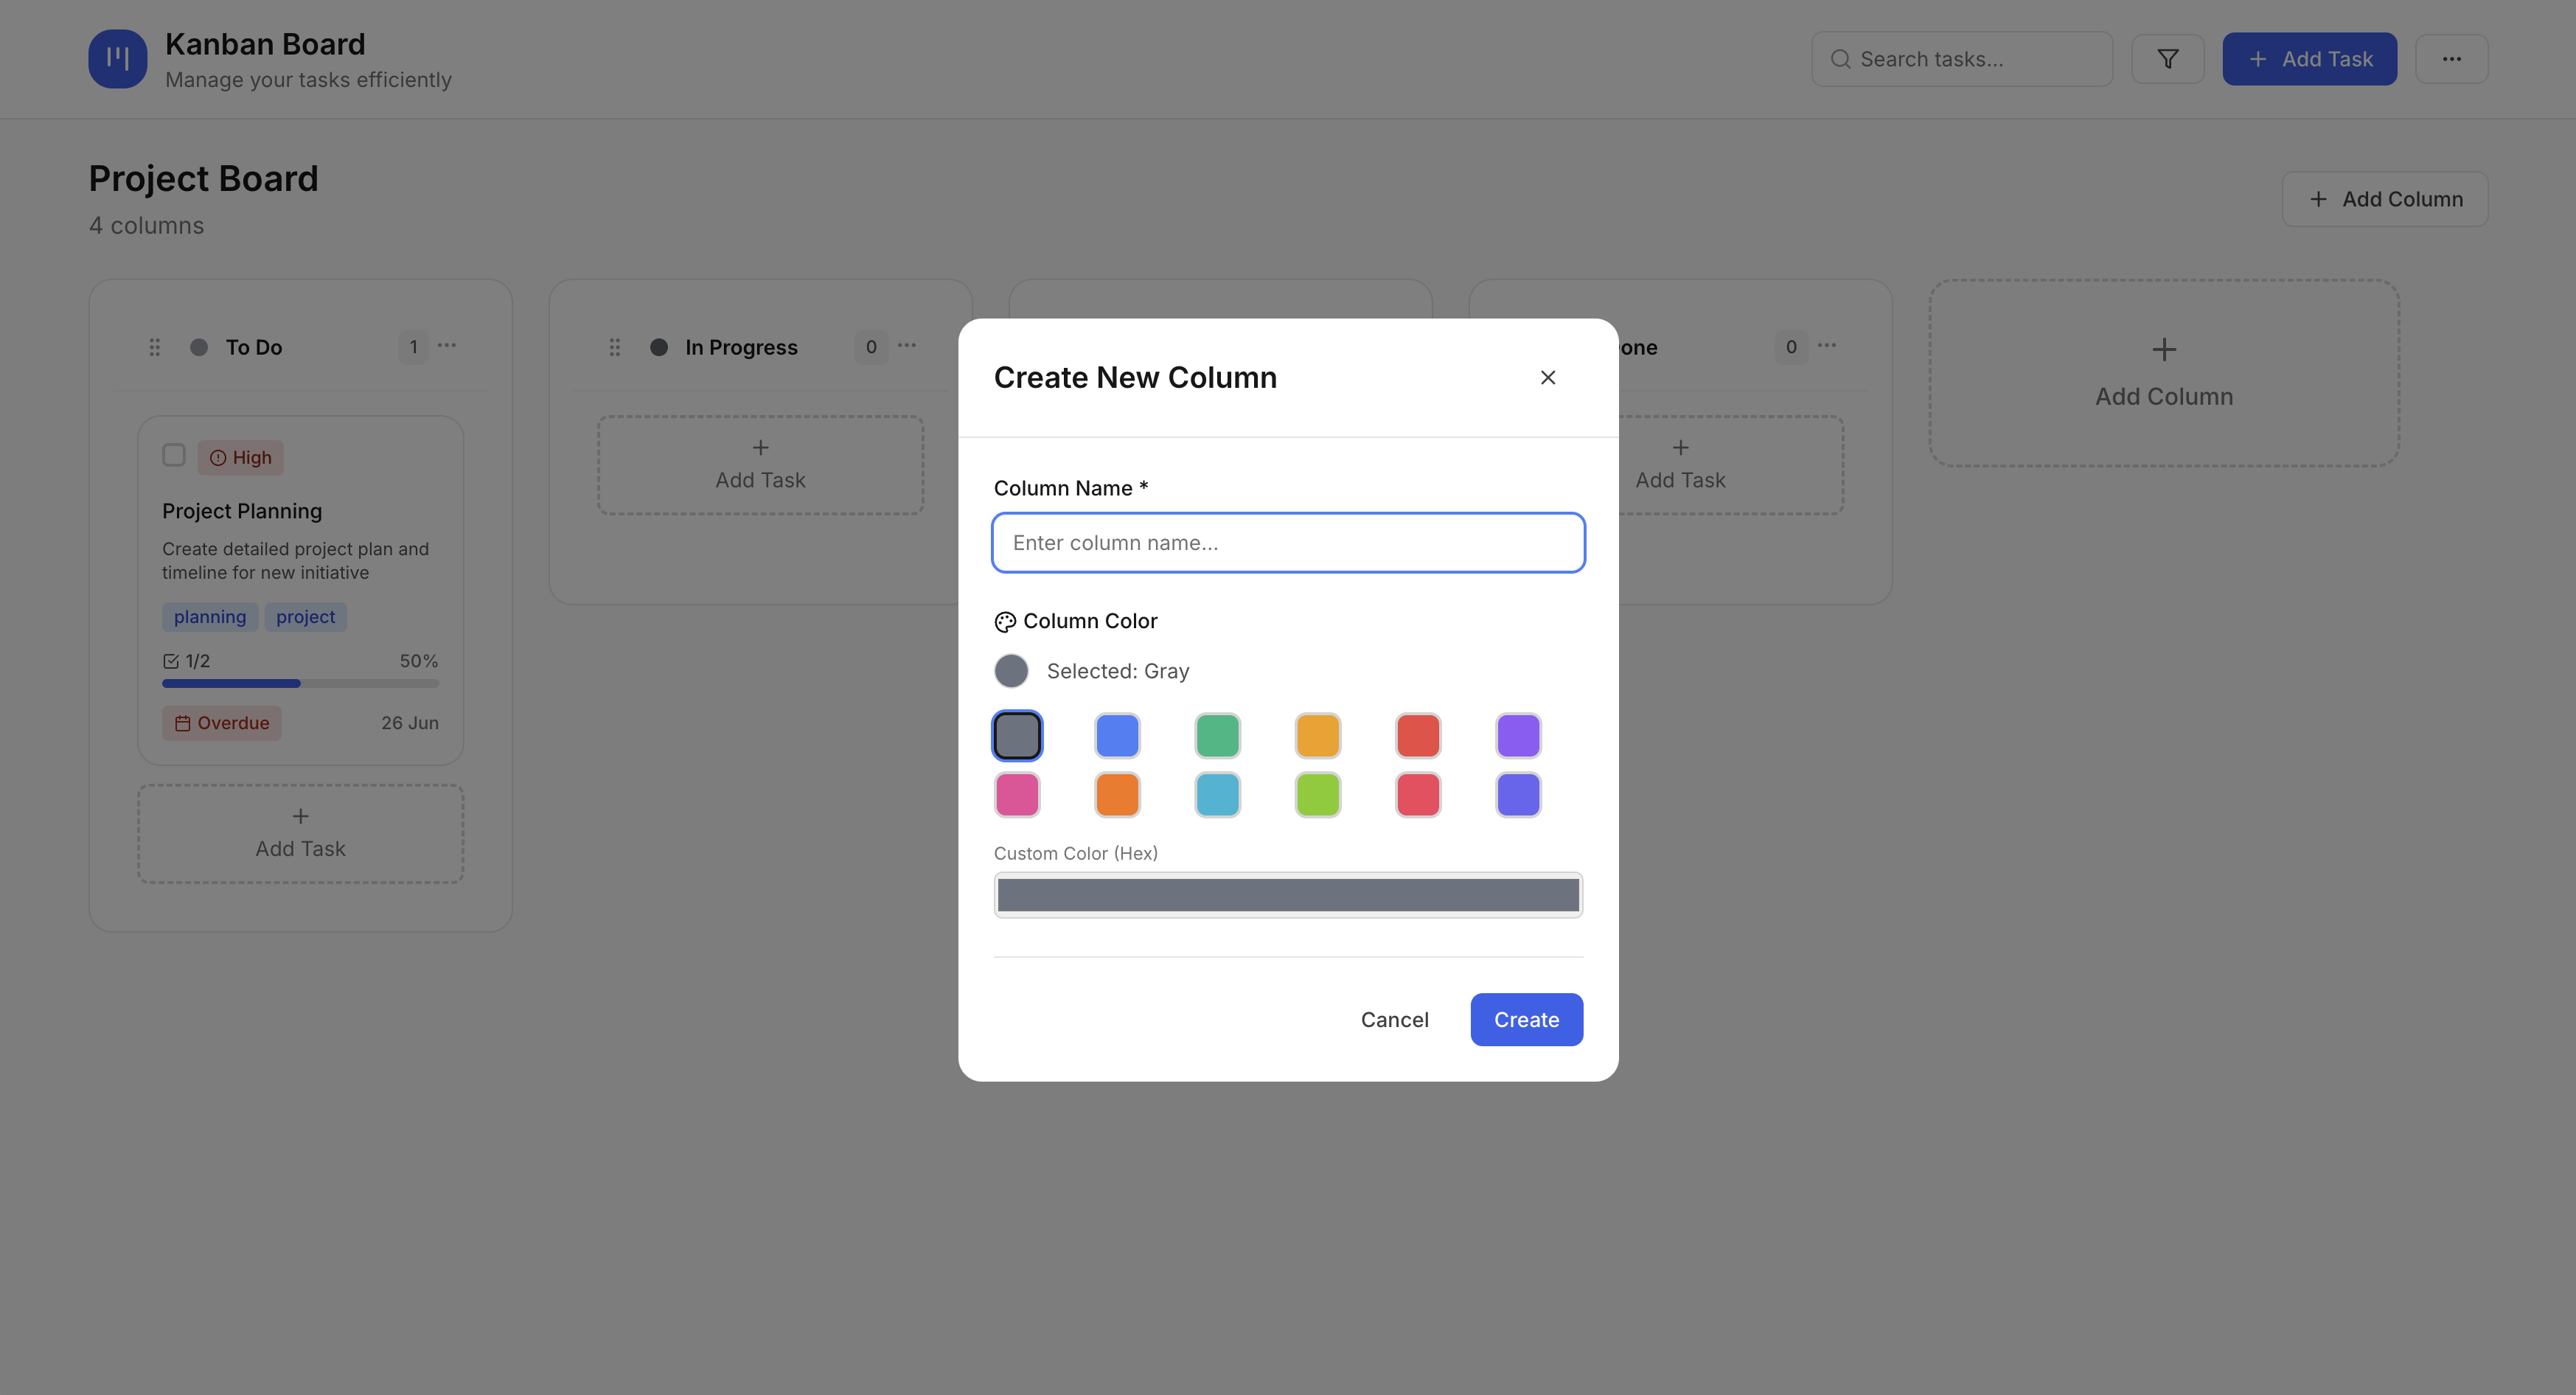 Kanban Board
Manage your tasks efficiently
Search tasks...
Add Task
Project Board
4 columns
Add Column
To Do
1
High
Project Planning
Create detailed project plan and
timeline for new initiative
planning
project
1/2
50%
Overdue
26 Jun
Add Task
In Progress
0
Add Task
one
0
Add Task
Add Column
Create New Column
Column Name *
Enter column name...
Column Color
Selected: Gray
Custom Color (Hex)
Cancel
Create